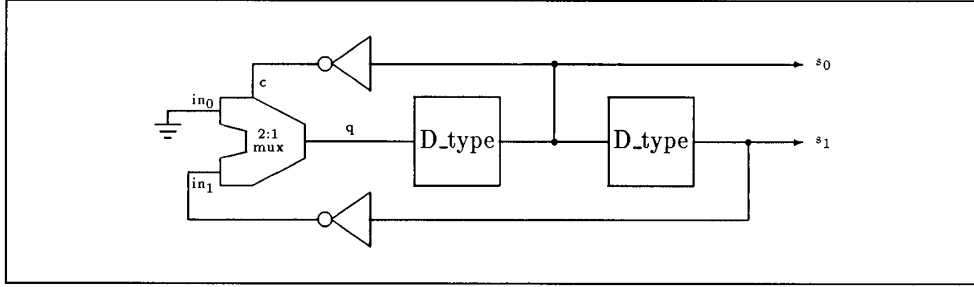 s0
c
in0
2:1
mux
q
D_type
D_type
s1
in1